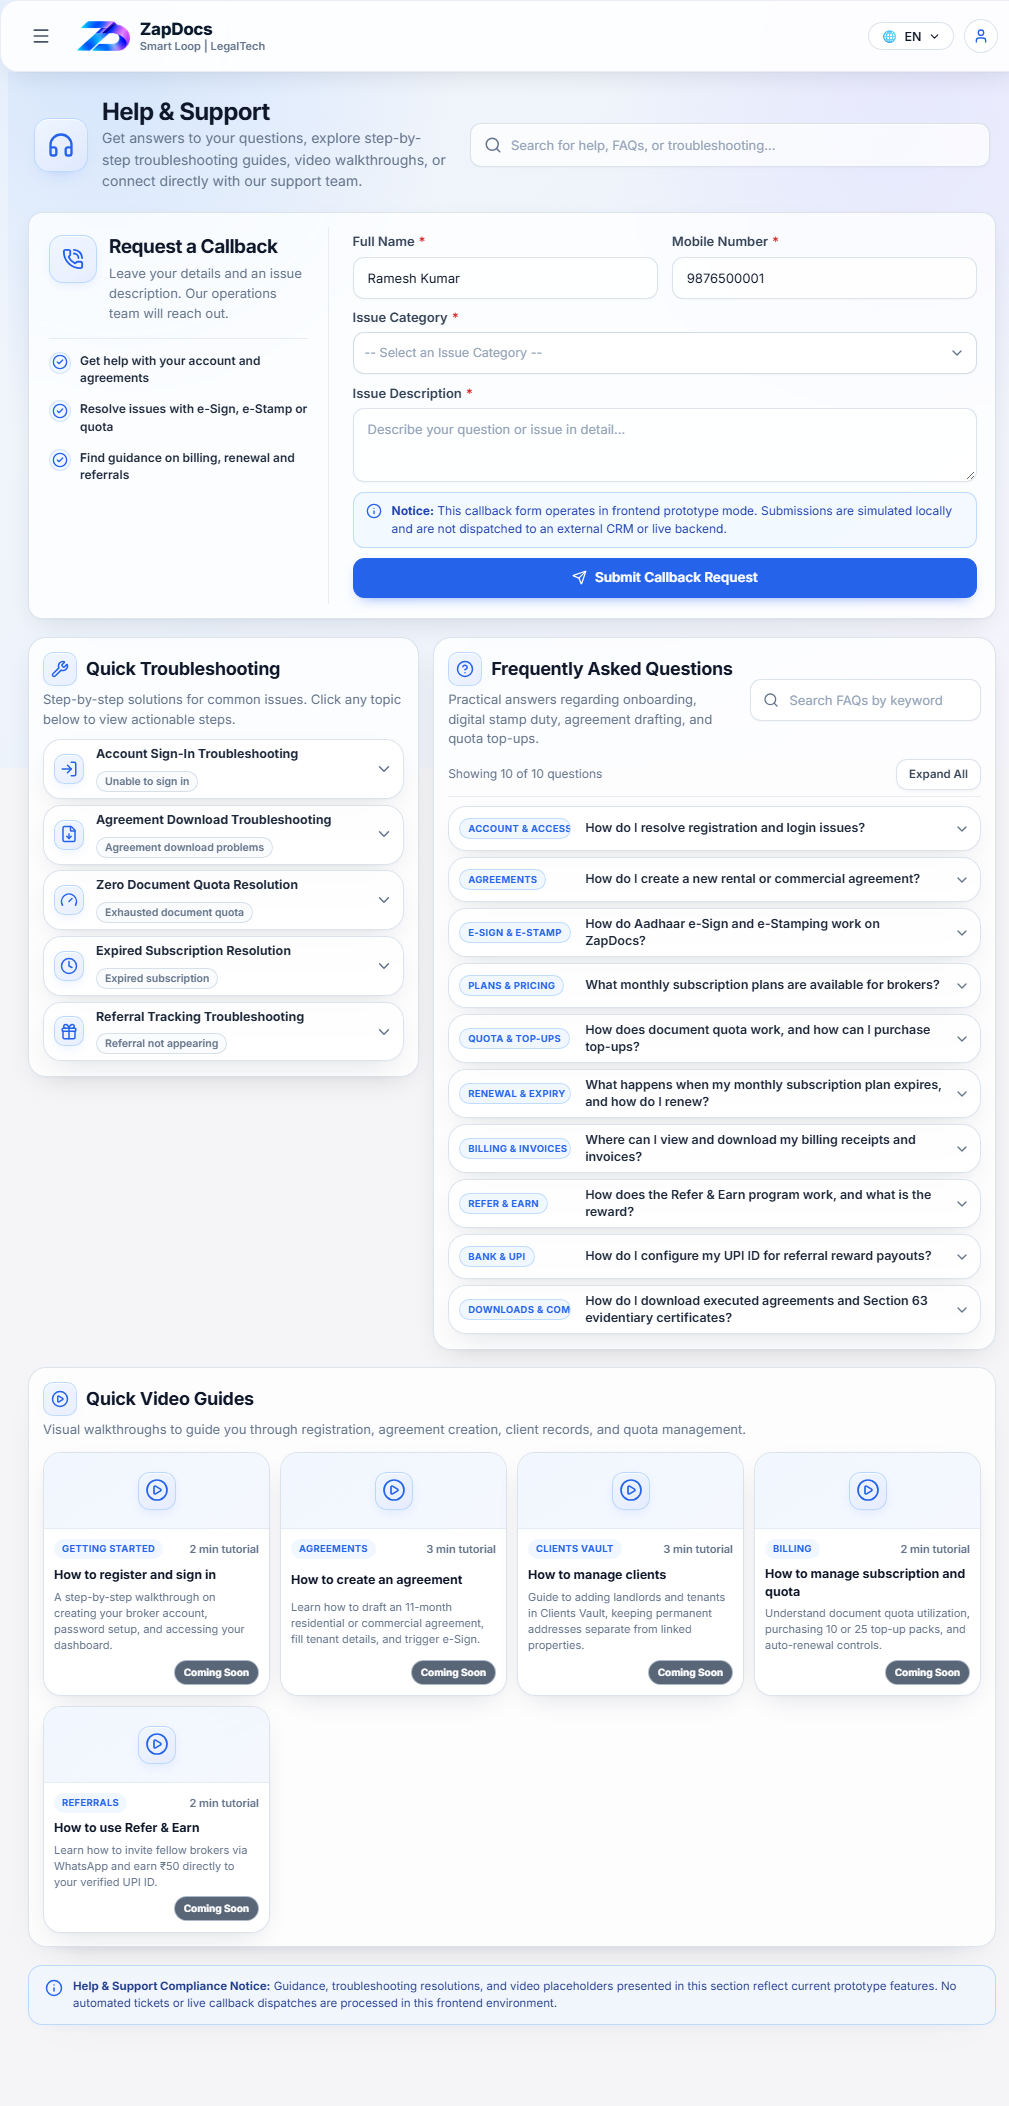 ZapDocs
Smart Loop | LegalTech
EN
Help & Support
Get answers to your questions, explore step-by-
step troubleshooting guides, video walkthroughs, or
connect directly with our support team.
Search for help, FAQs, or troubleshooting...
Request a Callback
Leave your details and an issue
description. Our operations
team will reach out.
Get help with your account and
agreements
Resolve issues with e-Sign, e-Stamp or
quota
Find guidance on billing, renewal and
referrals
Full Name *
Mobile Number *
Ramesh Kumar
9876500001
Issue Category *
-- Select an Issue Category --
Issue Description *
Describe your question or issue in detail...
Notice: This callback form operates in frontend prototype mode. Submissions are simulated locally
and are not dispatched to an external CRM or live backend.
Submit Callback Request
Quick Troubleshooting
Step-by-step solutions for common issues. Click any topic
below to view actionable steps.
Account Sign-In Troubleshooting
Unable to sign in
Agreement Download Troubleshooting
Agreement download problems
Zero Document Quota Resolution
Exhausted document quota
Expired Subscription Resolution
Expired subscription
Referral Tracking Troubleshooting
Referral not appearing
Frequently Asked Questions
Practical answers regarding onboarding,
digital stamp duty, agreement drafting, and
quota top-ups.
Search FAQs by keyword
Showing 10 of 10 questions
Expand All
ACCOUNT & ACCESS
How do I resolve registration and login issues?
AGREEMENTS
How do I create a new rental or commercial agreement?
E-SIGN & E-STAMP
How do Aadhaar e-Sign and e-Stamping work on
ZapDocs?
PLANS & PRICING
What monthly subscription plans are available for brokers?
QUOTA & TOP-UPS
How does document quota work, and how can I purchase
top-ups?
RENEWAL & EXPIRY
What happens when my monthly subscription plan expires,
and how do I renew?
BILLING & INVOICES
Where can I view and download my billing receipts and
invoices?
REFER & EARN
How does the Refer & Earn program work, and what is the
reward?
BANK & UPI
How do I configure my UPI ID for referral reward payouts?
DOWNLOADS & COM
How do I download executed agreements and Section 63
evidentiary certificates?
Quick Video Guides
Visual walkthroughs to guide you through registration, agreement creation, client records, and quota management.
GETTING STARTED
2 min tutorial
How to register and sign in
A step-by-step walkthrough on
creating your broker account,
password setup, and accessing your
dashboard.
Coming Soon
AGREEMENTS
3 min tutorial
How to create an agreement
Learn how to draft an 11-month
residential or commercial agreement,
fill tenant details, and trigger e-Sign.
Coming Soon
CLIENTS VAULT
3 min tutorial
How to manage clients
Guide to adding landlords and tenants
in Clients Vault, keeping permanent
addresses separate from linked
properties.
Coming Soon
BILLING
2 min tutorial
How to manage subscription and
quota
Understand document quota utilization,
purchasing 10 or 25 top-up packs, and
auto-renewal controls.
Coming Soon
REFERRALS
2 min tutorial
How to use Refer & Earn
Learn how to invite fellow brokers via
WhatsApp and earn ₹50 directly to
your verified UPI ID.
Coming Soon
Help & Support Compliance Notice: Guidance, troubleshooting resolutions, and video placeholders presented in this section reflect current prototype features. No
automated tickets or live callback dispatches are processed in this frontend environment.